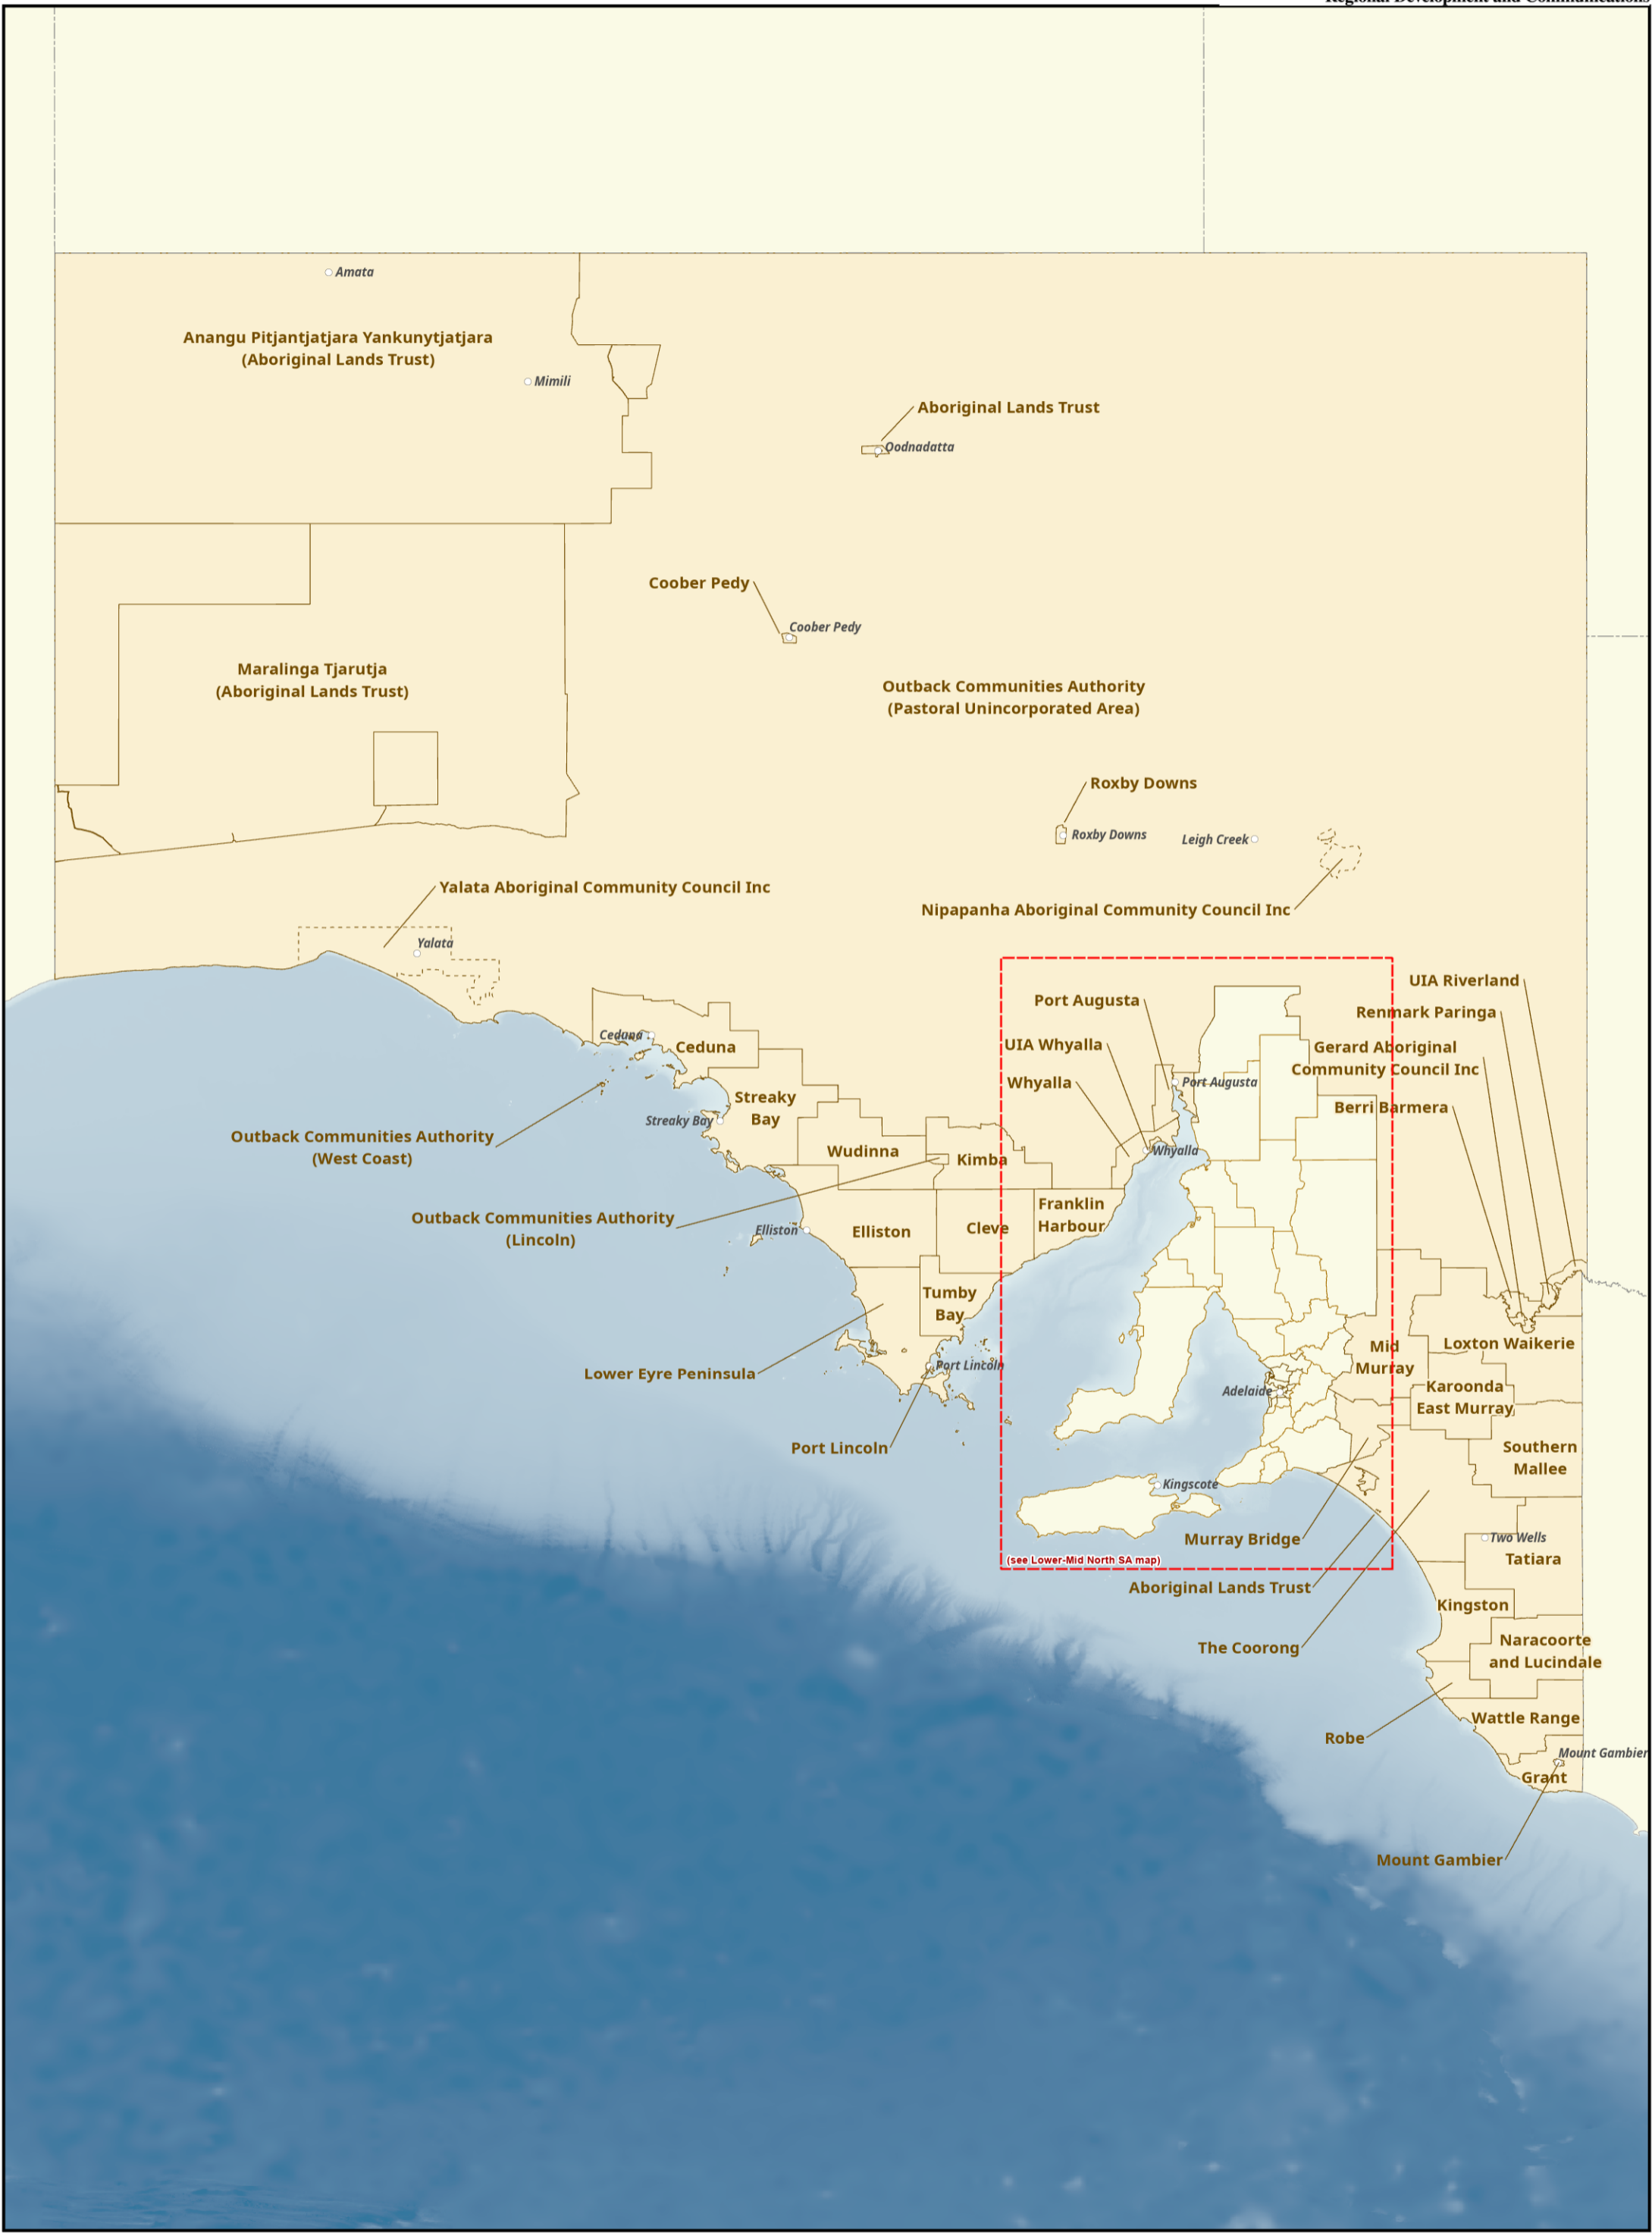 Regional Development and Communications
Amata
Anangu Pitjantjatjara Yankunytjatjara
(Aboriginal Lands Trust)
Mimili
Aboriginal Lands Trust
Oodnadatta
Coober Pedy
Coober Pedy
Maralinga Tjarutja
(Aboriginal Lands Trust)
Outback Communities Authority
(Pastoral Unincorporated Area)
Roxby Downs
Roxby Downs
Leigh Creek
Yalata Aboriginal Community Council Inc
Nipapanha Aboriginal Community Council Inc
Yalata
UIA Riverland
Port Augusta
Renmark Paringa
Ceduna
Ceduna
UIA Whyalla
Gerard Aboriginal
Community Council Inc
Whyalla
Port Augusta
Streaky
Bay
Berri Barmera
Streaky Bay
Outback Communities Authority
(West Coast)
Wudinna
Kimba
Whyalla
Franklin
Harbour
Outback Communities Authority
(Lincoln)
Elliston
Elliston
Cleve
Tumby
Bay
Mid
Murray
Loxton Waikerie
Port Lincoln
Lower Eyre Peninsula
Adelaide
Karoonda
East Murray
Port Lincoln
Southern
Mallee
Kingscote
Murray Bridge
Two Wells
Tatiara
(see Lower-Mid North SA map)
Aboriginal Lands Trust
Kingston
The Coorong
Naracoorte
and Lucindale
Wattle Range
Robe
Mount Gambier
Grant
Mount Gambier